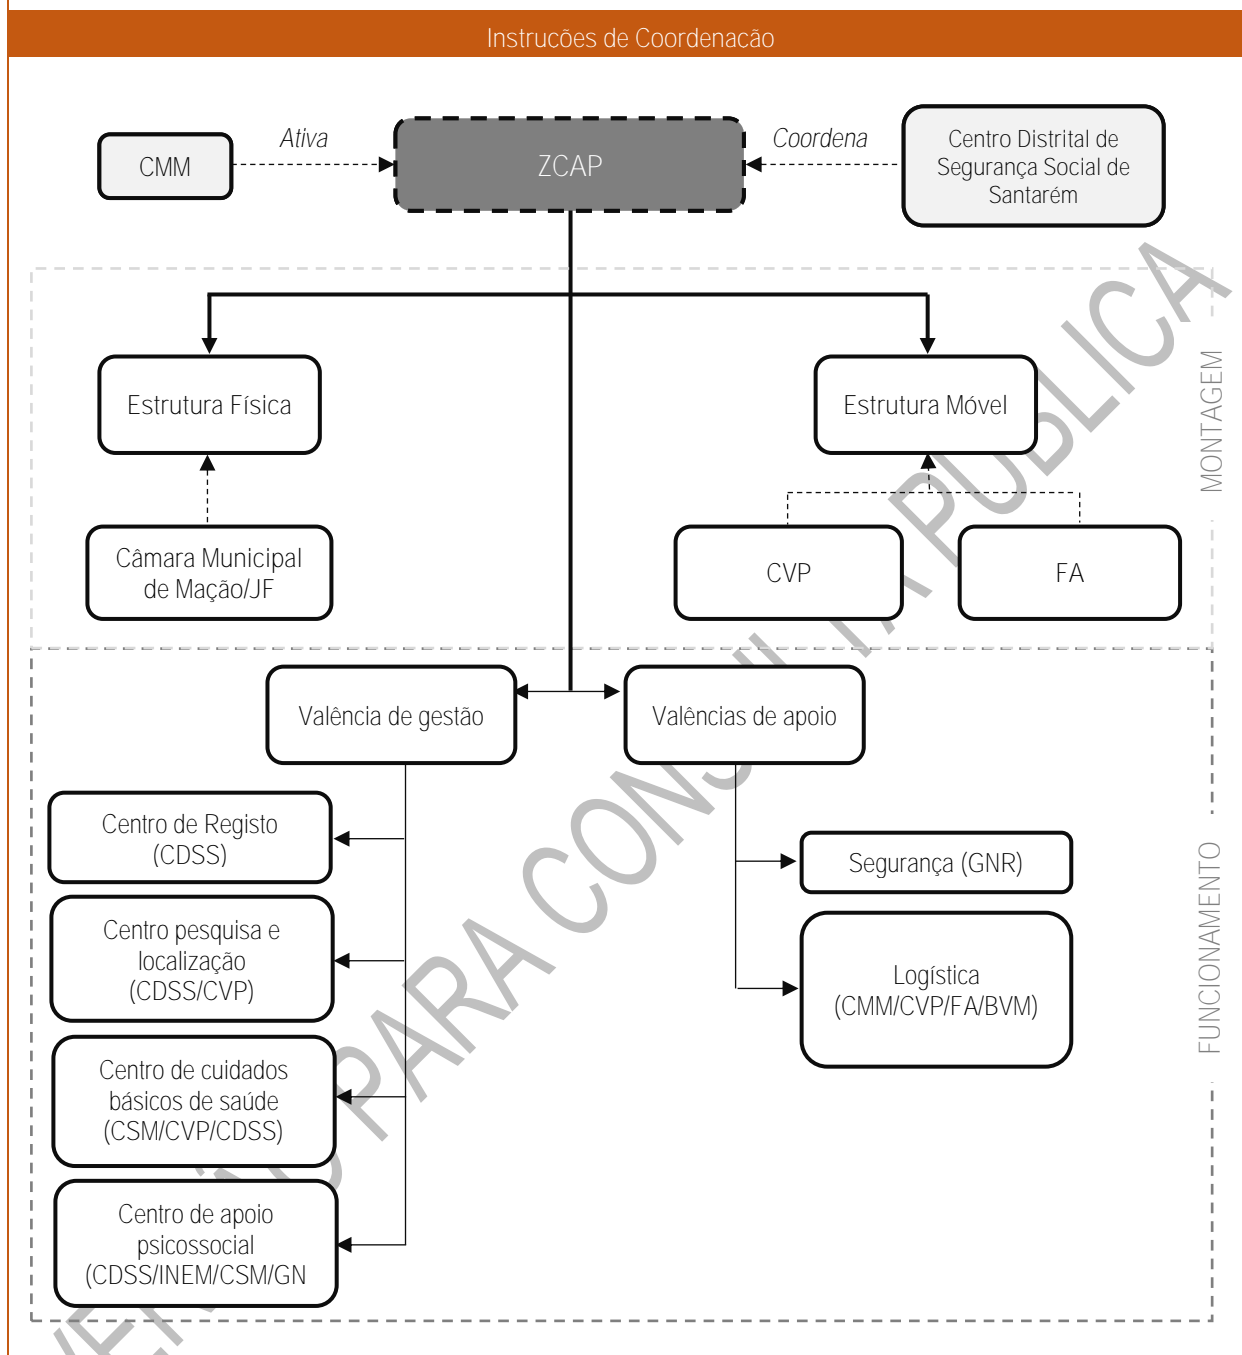 Instruções de Coordenação
CMM
Ativa
ZCAP
Coordena
Centro Distrital de
Segurança Social de
Santarém
MONTAGEM
Estrutura Física
Estrutura Móvel
Câmara Municipal
de Mação/JF
CVP
FA
FUNCIONAMENTO
Valência de gestão
Valências de apoio
Centro de Registo
(CDSS)
Centro pesquisa e
localização
(CDSS/CVP)
Centro de cuidados
básicos de saúde
(CSM/CVP/CDSS)
Centro de apoio
psicossocial
(CDSS/INEM/CSM/GN
Segurança (GNR)
Logística
(CMM/CVP/FA/BVM)
PARA CONSULTA PÚBLICA